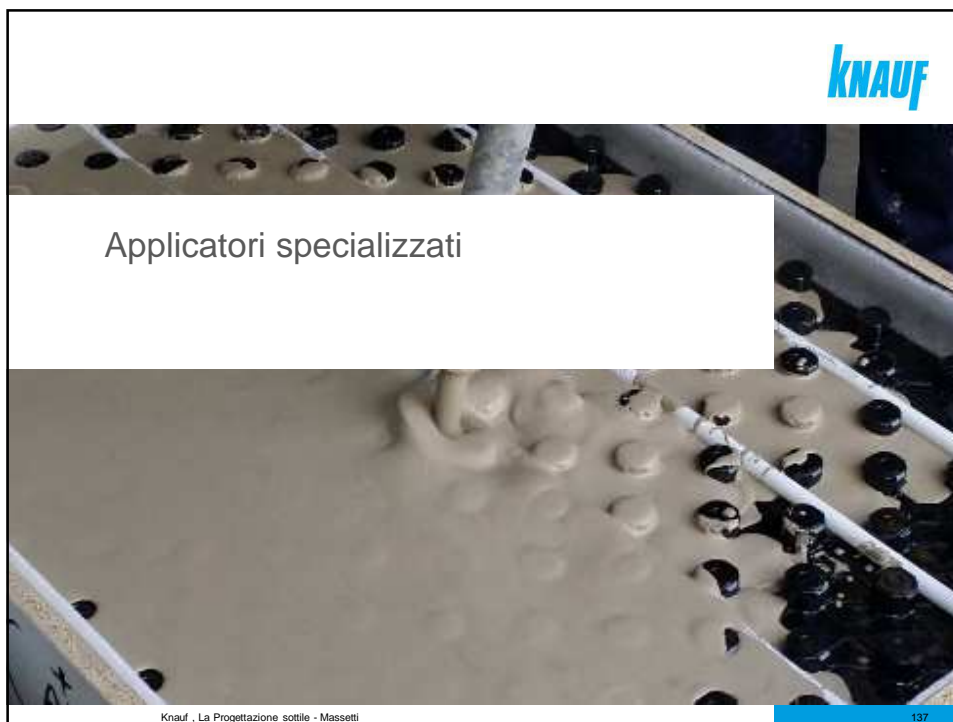 KNAUF
Applicatori specializzati
Knauf , La Progettazione sottile - Massetti
137